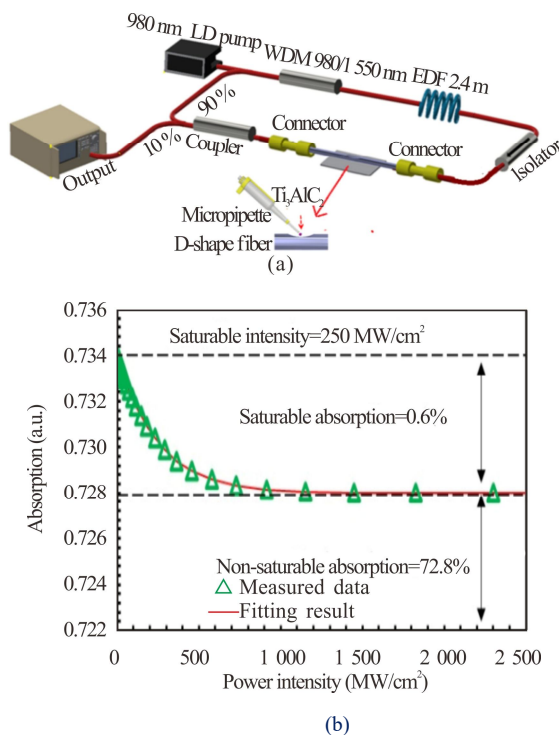 980 nm LD pump WDM 980/1 550 nm EDF 2.4 m
90%
10%
Coupler
Connector
Connector
Isolator
Output
Ti₃AlC₂
Micropipette
D-shape fiber
(a)
0.736
0.734
0.732
0.730
0.728
0.726
0.724
0.722
Absorption (a.u.)
Saturable intensity=250 MW/cm²
Saturable absorption=0.6%
Non-saturable absorption=72.8%
Measured data
Fitting result
0 500 1 000 1 500 2 000 2 500
Power intensity (MW/cm²)
(b)